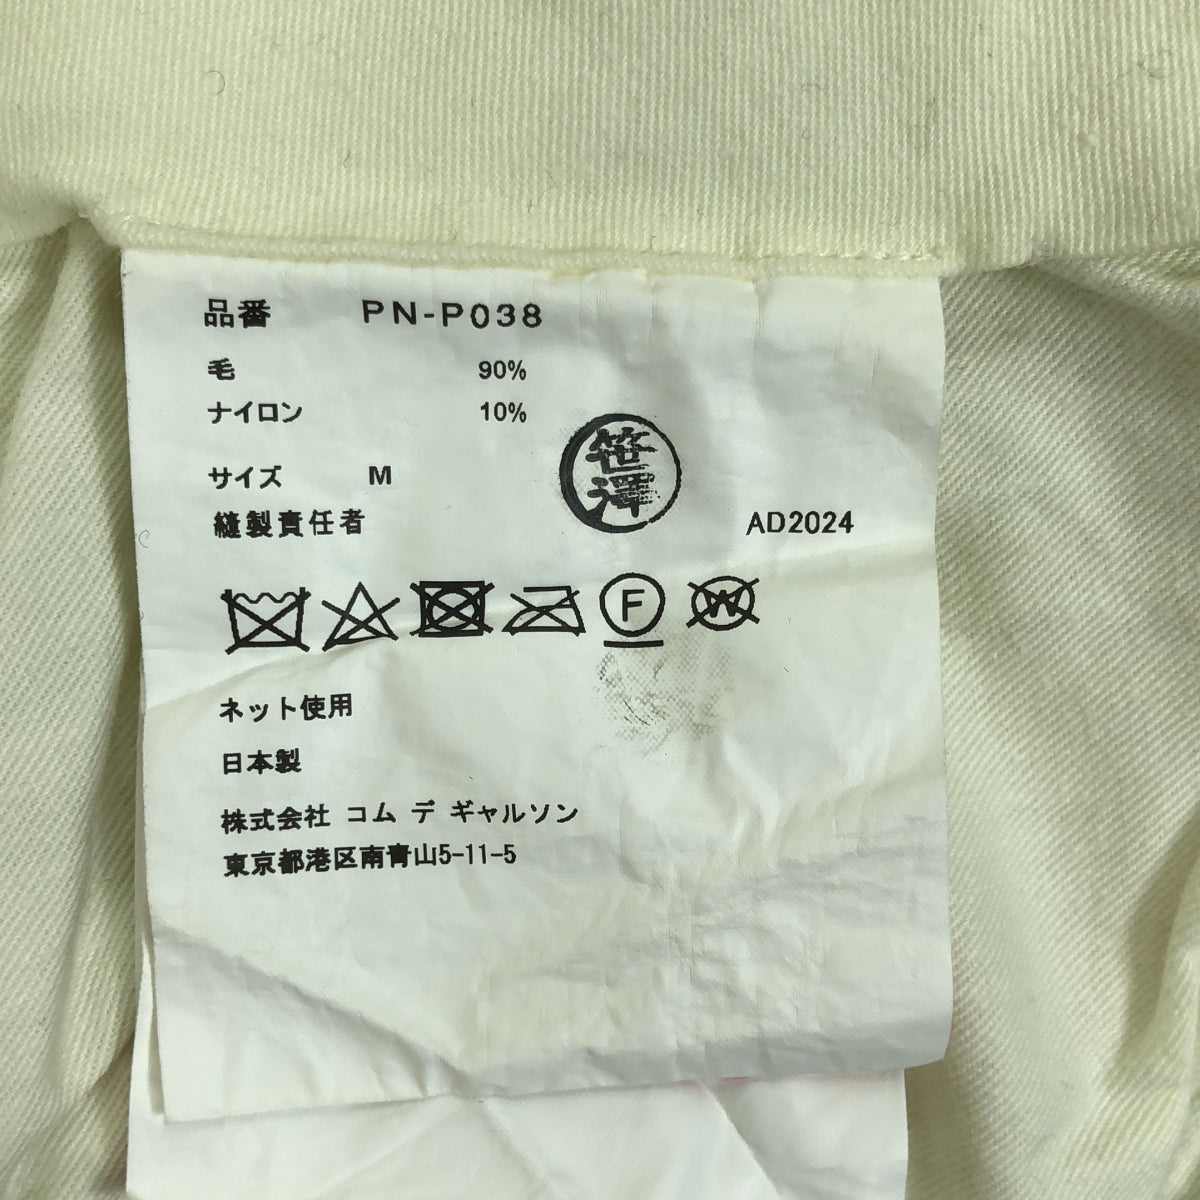 品番 PN-P038
毛 90%
ナイロン 10%
サイズ M
縫製責任者 笹澤 AD2024
F W
ネット使用
日本製
株式会社 コム デ ギャルソン
東京都港区南青山5-11-5